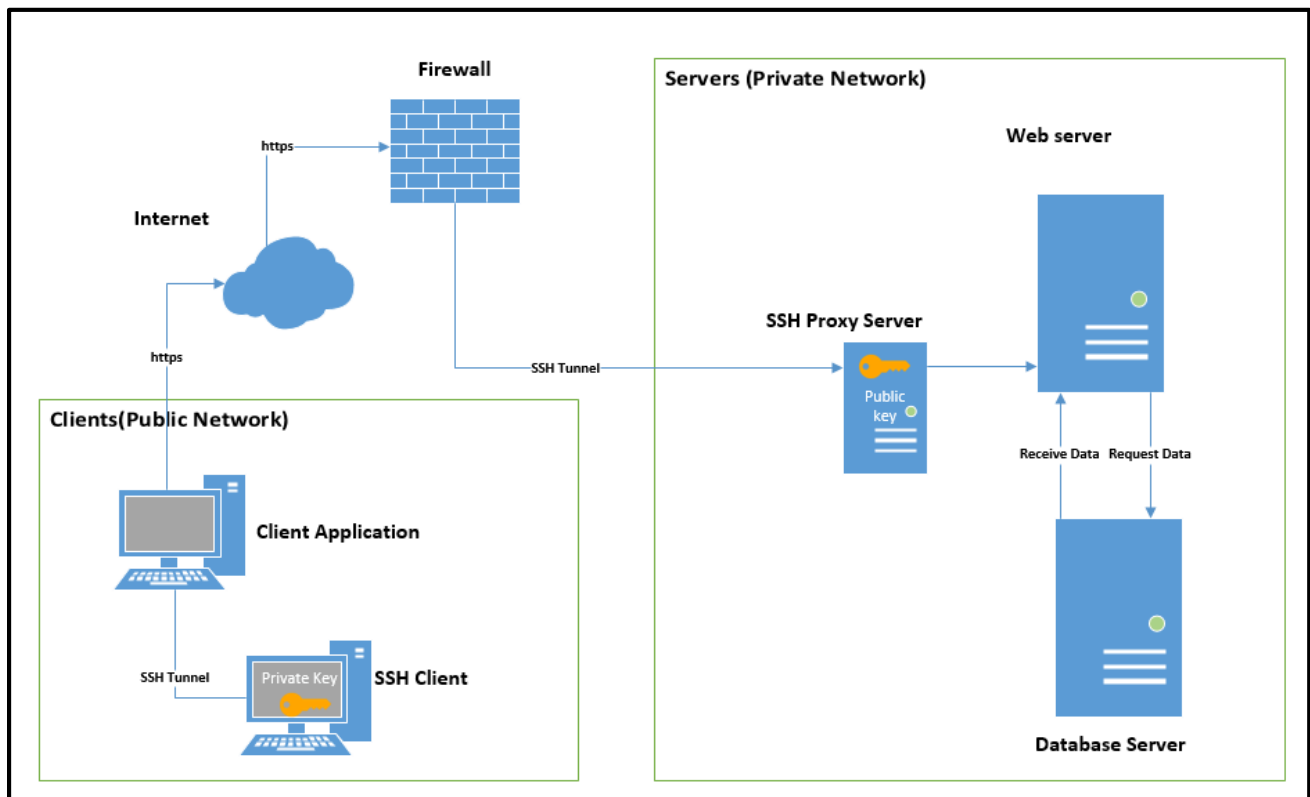 Firewall
Servers (Private Network)
Web server
https
Internet
SSH Proxy Server
https
SSH Tunnel
Public
key
Clients(Public Network)
Receive Data
Request Data
Client Application
SSH Tunnel
Private Key
SSH Client
Database Server